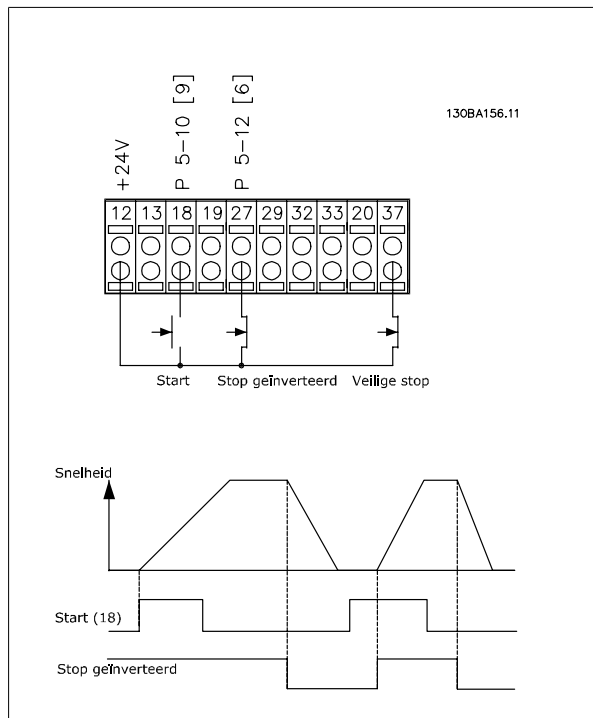 130BA156.11
+24V
P 5-10 [9]
P 5-12 [6]
12 13 18 19 27 29 32 33 20 37
Start Stop geïnverteerd Veilige stop
Snelheid
Start (18)
Stop geïnverteerd